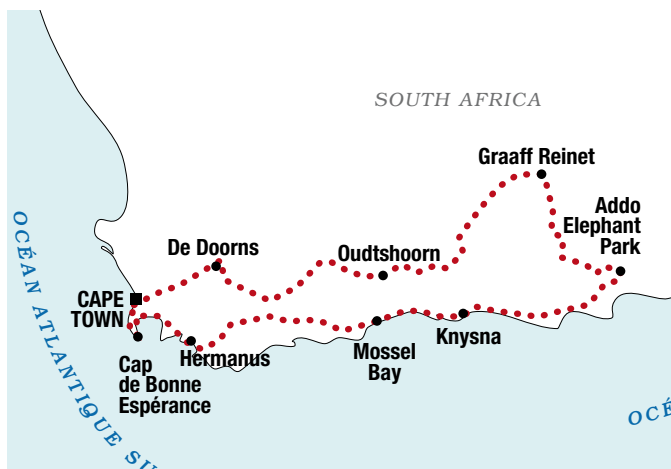 SOUTH AFRICA
Graaff Reinet
Addo
Elephant
Park
De Doorns
Oudtshoorn
CAPE
TOWN
Hermanus
Mossel
Bay
Knysna
Cap
de Bonne
Espérance
OCÉAN ATLANTIQUE SU
OCÉ